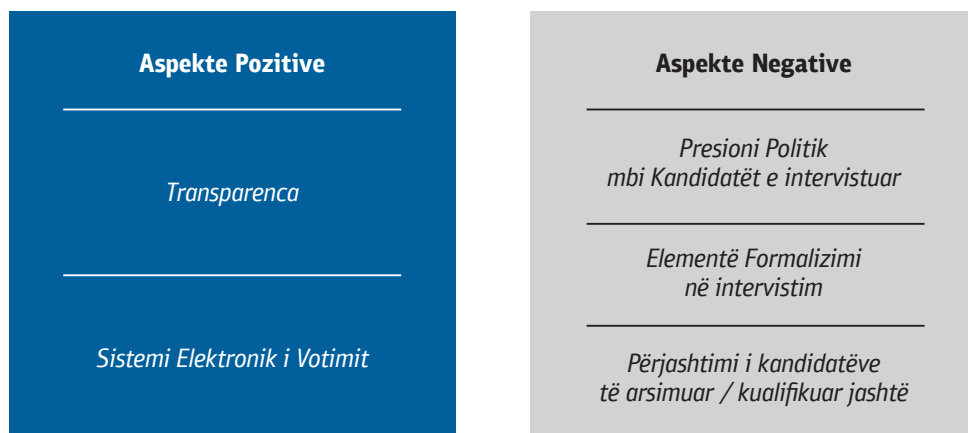 Aspekte Pozitive
Transparenca
Sistemi Elektronik i Votimit
Aspekte Negative
Presioni Politik
mbi Kandidatët e intervistuar
Elementë Formalizimi
në intervistim
Përjashtimi i kandidatëve
të arsimuar / kualifikuar jashtë